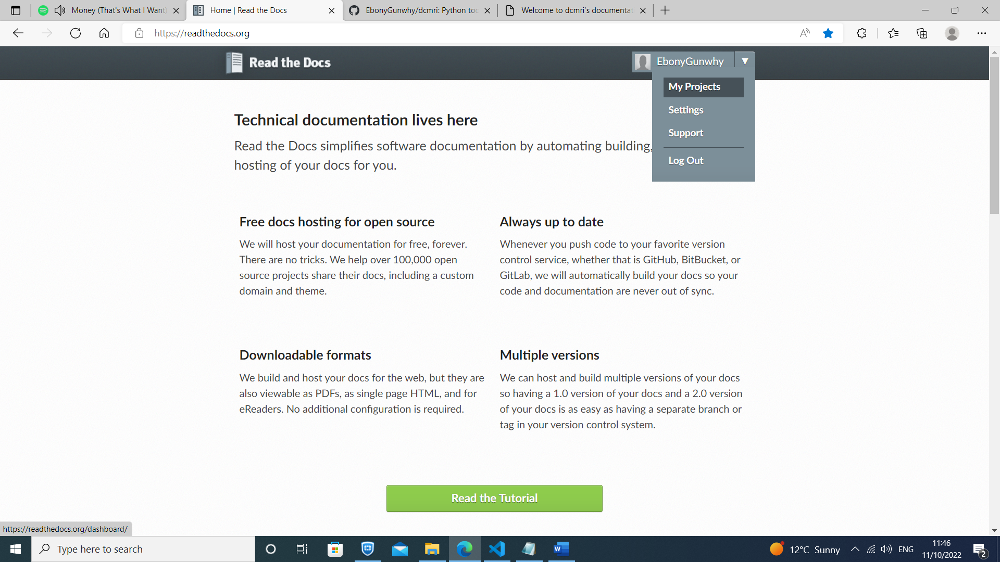 Money (That's What I Want)
Home | Read the Docs
EbonyGunwhy/dcmri: Python too
Welcome to dcmri's documentat
https://readthedocs.org
Read the Docs
EbonyGunwhy
My Projects
Settings
Support
Log Out
Technical documentation lives here
Read the Docs simplifies software documentation by automating building,
hosting of your docs for you.
Free docs hosting for open source
We will host your documentation for free, forever.
There are no tricks. We help over 100,000 open
source projects share their docs, including a custom
domain and theme.
Always up to date
Whenever you push code to your favorite version
control service, whether that is GitHub, BitBucket, or
GitLab, we will automatically build your docs so your
code and documentation are never out of sync.
Downloadable formats
We build and host your docs for the web, but they are
also viewable as PDFs, as single page HTML, and for
eReaders. No additional configuration is required.
Multiple versions
We can host and build multiple versions of your docs
so having a 1.0 version of your docs and a 2.0 version
of your docs is as easy as having a separate branch or
tag in your version control system.
Read the Tutorial
https://readthedocs.org/dashboard/
Type here to search
12°C Sunny
ENG
11:46
11/10/2022
2